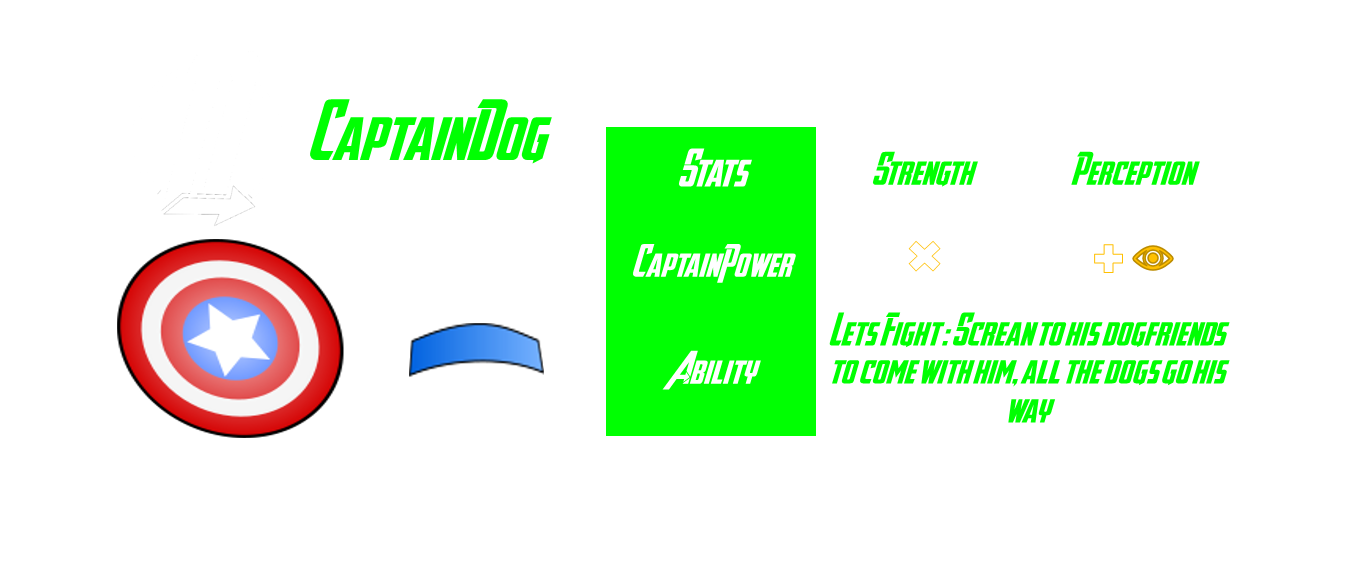 CaptainDog
Stats
Strength
Perception
CaptainPower
Ability
Lets Fight : Screan to his dogfriends
to come with him, all the dogs go his
way